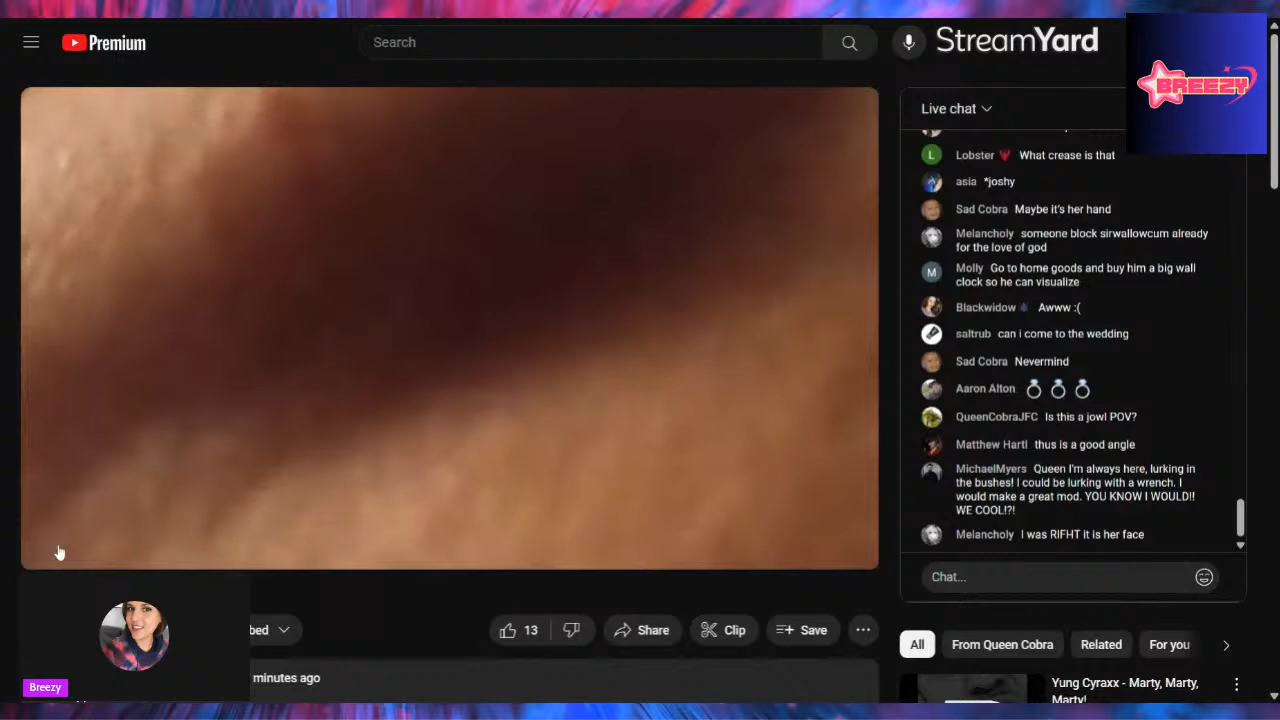 Premium
Search
StreamYard
BREEZY
Live chat
Lobster What crease is that
asia *joshy
Sad Cobra Maybe it's her hand
Melancholy someone block sirwallowcum already
for the love of god
Molly Go to home goods and buy him a big wall
clock so he can visualize
Blackwidow Awww :(
saltrub can i come to the wedding
Sad Cobra Nevermind
Aaron Alton
QueenCobraJFC Is this a jowl POV?
Matthew Hartl thus is a good angle
MichaelMyers Queen I'm always here, lurking in
the bushes! I could be lurking with a wrench. I
would make a great mod. YOU KNOW I WOULD!!
WE COOL!?!
Melancholy I was RIFHT it is her face
Chat...
bed
13
Share
Clip
Save
All
From Queen Cobra
Related
For you
minutes ago
Breezy
Yung Cyraxx - Marty, Marty,
Marty!